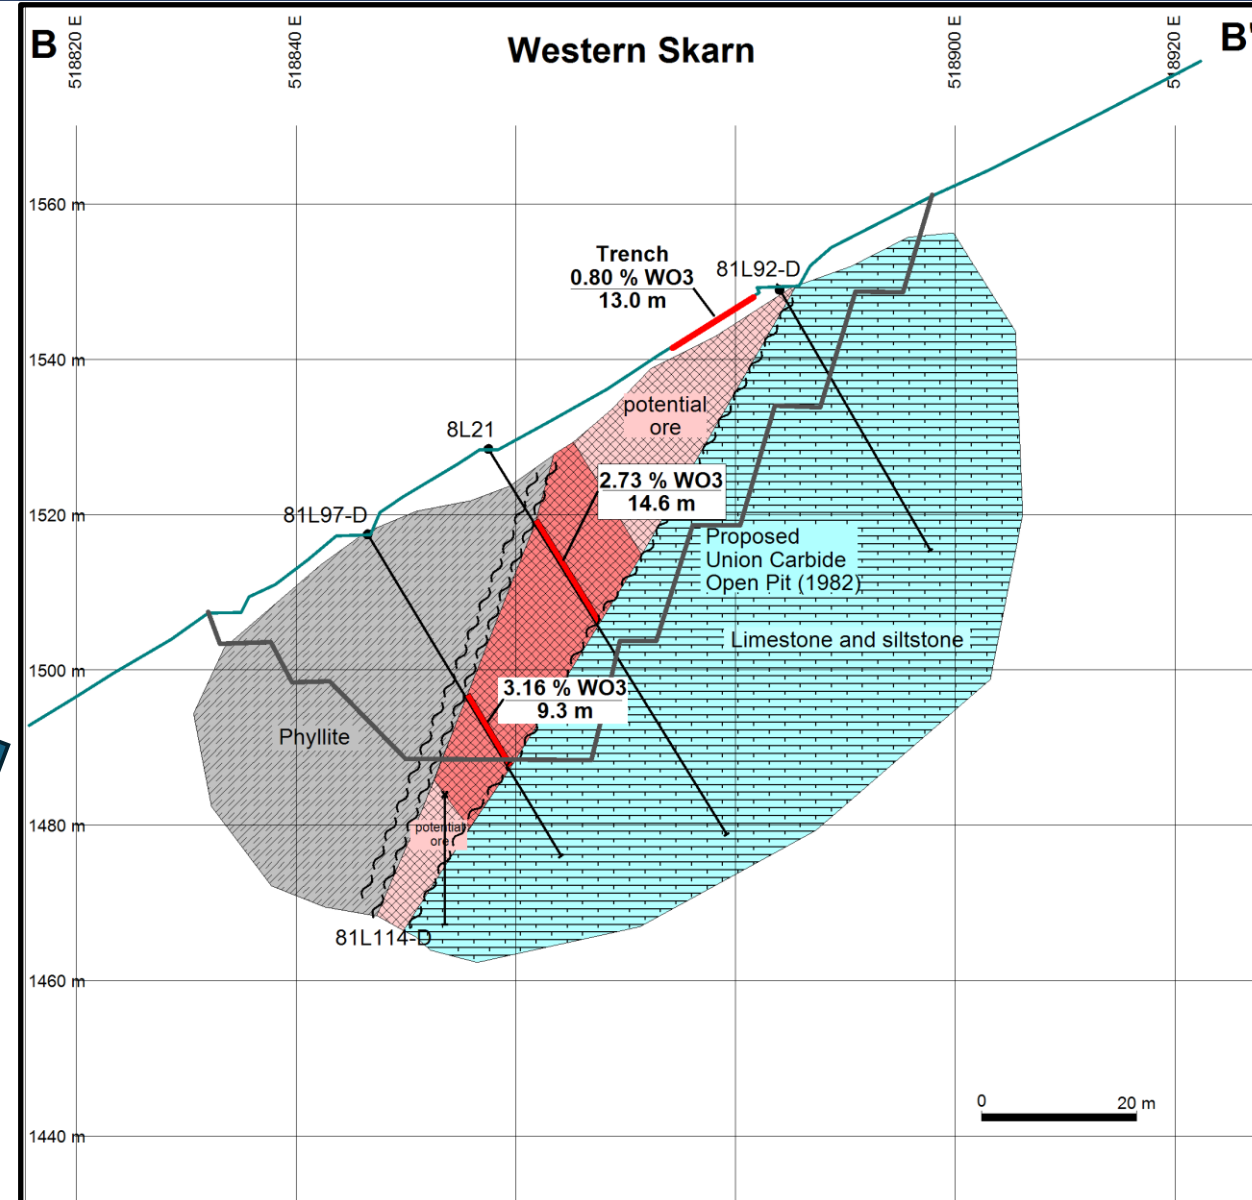 B
518820 E
518840 E
Western Skarn
518900 E
518920 E
B'
1560 m
Trench
0.80 % WO3
13.0 m
81L92-D
1540 m
potential
ore
8L21
2.73 % WO3
14.6 m
81L97-D
1520 m
Proposed
Union Carbide
Open Pit (1982)
Limestone and siltstone
1500 m
3.16 % WO3
9.3 m
Phyllite
1480 m
potential
ore
81L114-D
1460 m
0
20 m
1440 m